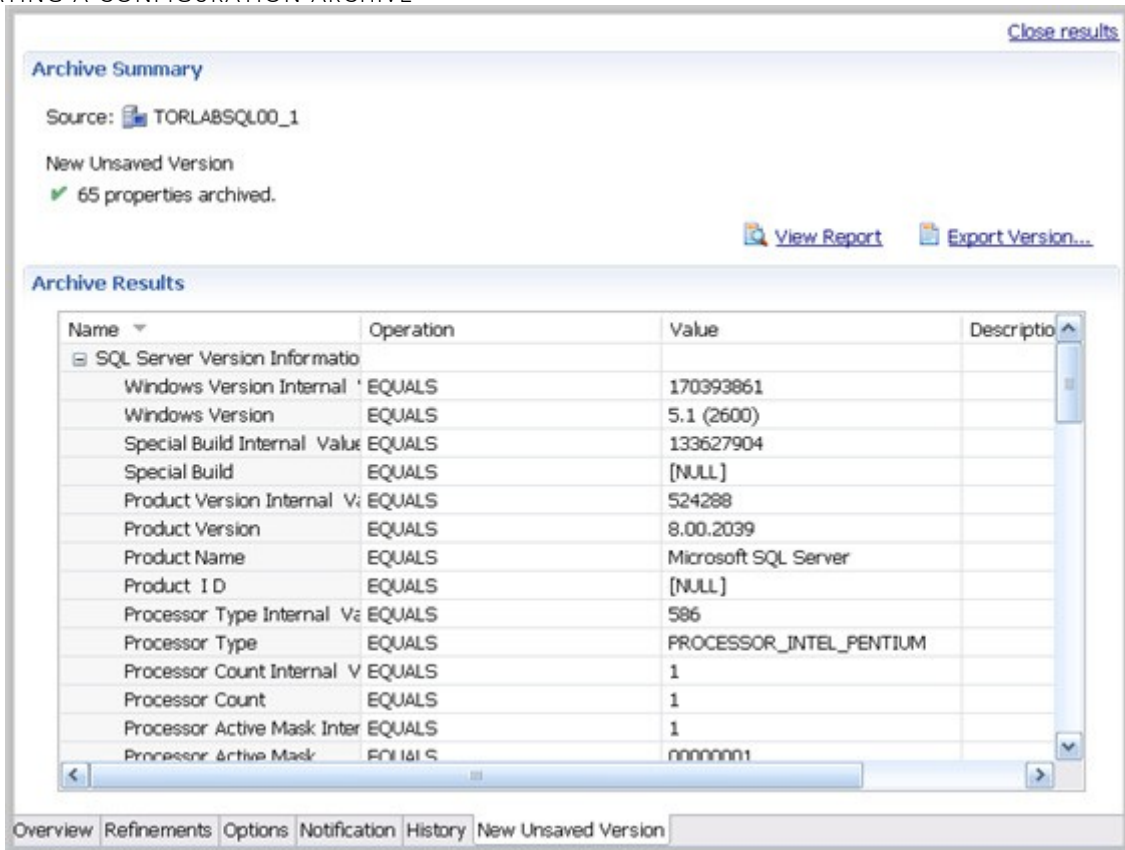 ATING A CONFIGURATION ARCHIVE
Close results
Archive Summary
Source: TORLABSQL00_1
New Unsaved Version
65 properties archived.
View Report Export Version...
Archive Results
Name Operation Value Descriptio
SQL Server Version Informatio
Windows Version Internal ' EQUALS 170393861
Windows Version EQUALS 5.1 (2600)
Special Build Internal Value EQUALS 133627904
Special Build EQUALS [NULL]
Product Version Internal Va EQUALS 524288
Product Version EQUALS 8.00.2039
Product Name EQUALS Microsoft SQL Server
Product I D EQUALS [NULL]
Processor Type Internal Va EQUALS 586
Processor Type EQUALS PROCESSOR_INTEL_PENTIUM
Processor Count Internal V EQUALS 1
Processor Count EQUALS 1
Processor Active Mask Inter EQUALS 1
Processor Active Mask EQUALS 00000001
Overview Refinements Options Notification History New Unsaved Version